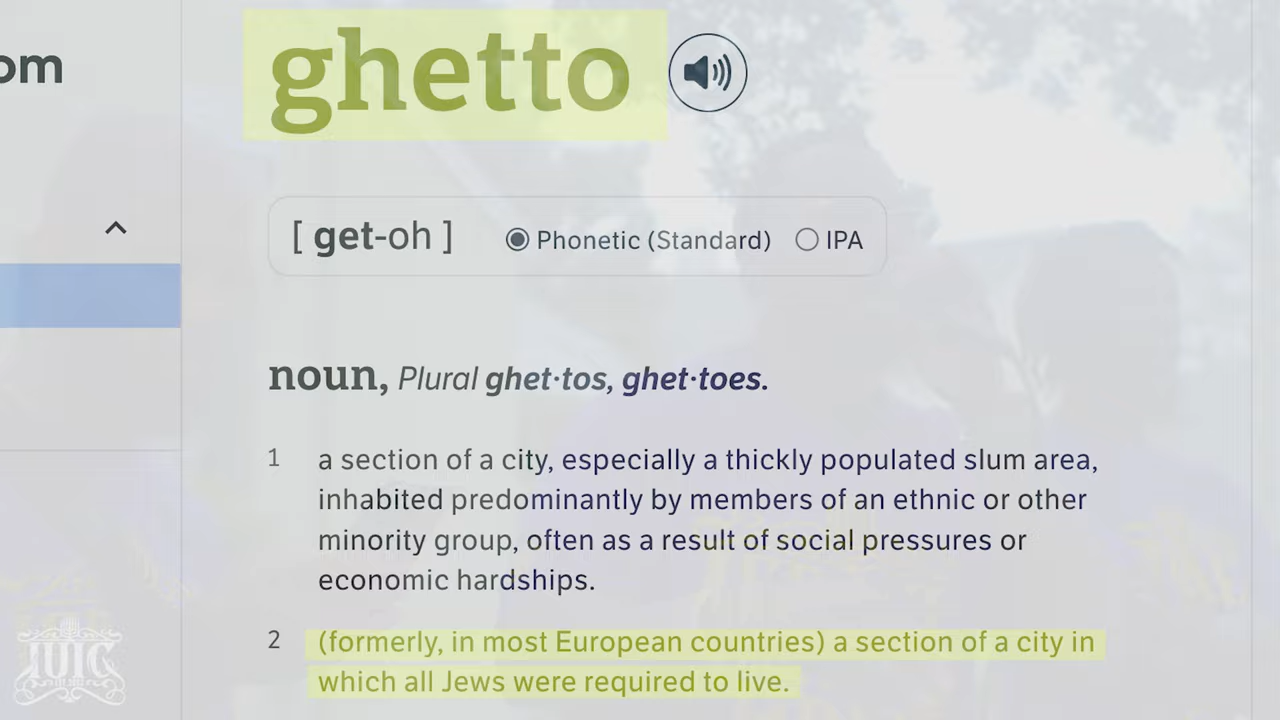 om
ghetto
[ get-oh ] Phonetic (Standard) IPA
noun, Plural ghet·tos, ghet·toes.
1 a section of a city, especially a thickly populated slum area,
inhabited predominantly by members of an ethnic or other
minority group, often as a result of social pressures or
economic hardships.
2 (formerly, in most European countries) a section of a city in
which all Jews were required to live.
IUIC